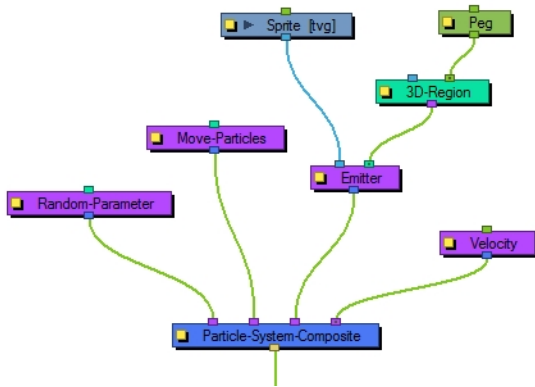 Sprite [tvg]
Peg
3D-Region
Move-Particles
Emitter
Random-Parameter
Velocity
Particle-System-Composite